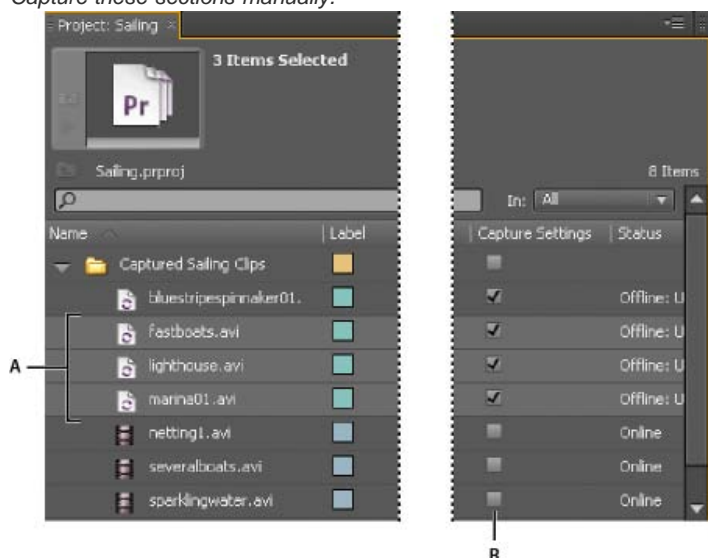 Capture these sections manually.
Project: Sailing
3 Items Selected
Pr
Sailing.prproj
8 Items
In: All
Name Label Capture Settings Status
Captured Sailing Clips
bluestripespinnaker01. Offline: U
A
fastboats.avi Offline: U
lighthouse.avi Offline: U
marina01.avi Offline: U
netting1.avi Online
severalboats.avi Online
sparklingwater.avi Online
B